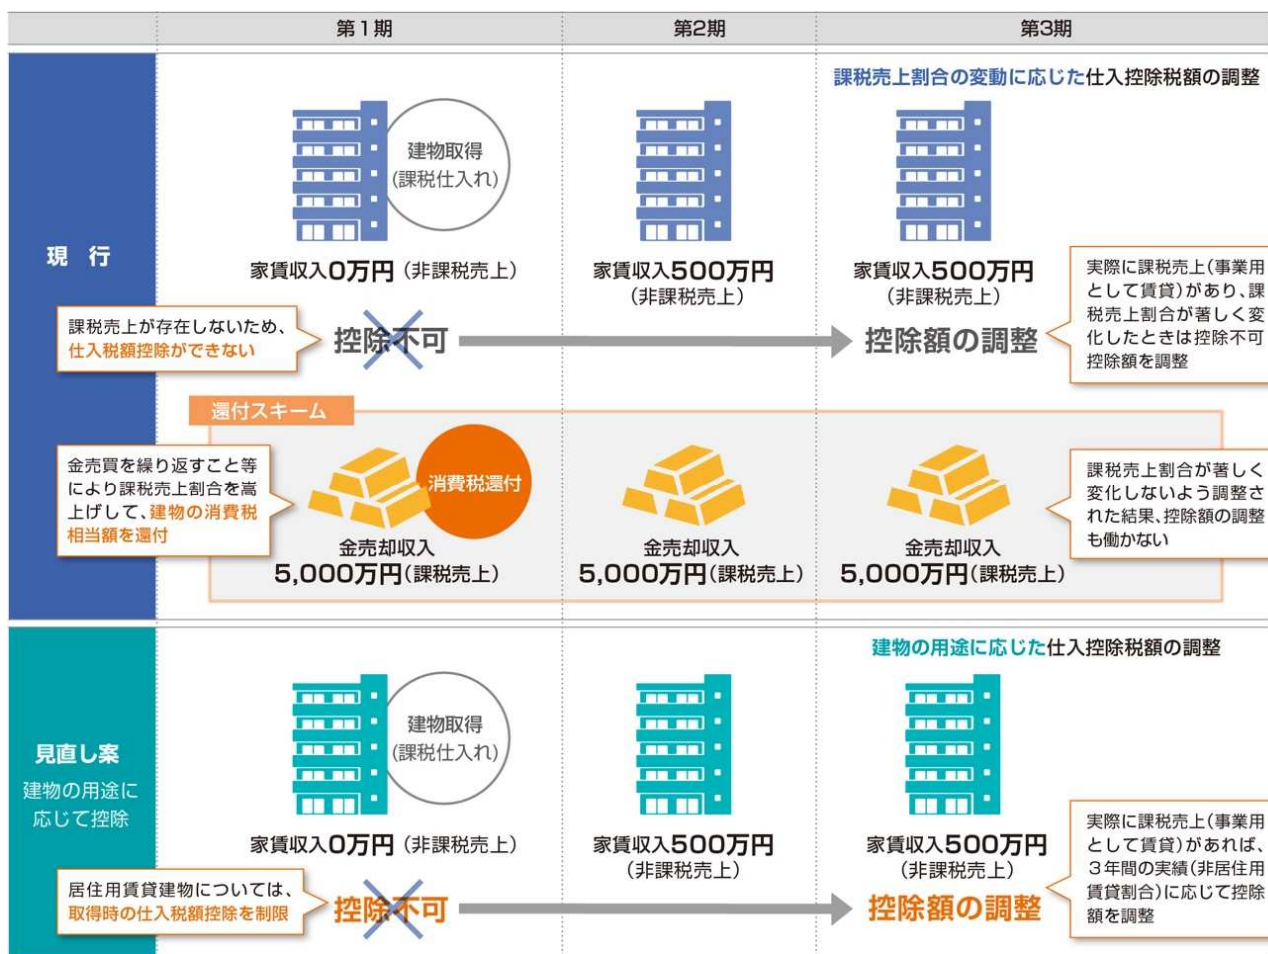 第1期
第2期
第3期
現 行
課税売上割合の変動に応じた仕入控除税額の調整
建物取得
(課税仕入れ)
家賃収入0万円(非課税売上)
家賃収入500万円
(非課税売上)
家賃収入500万円
(非課税売上)
課税売上が存在しないため、
仕入税額控除ができない
控除不可
控除額の調整
実際に課税売上(事業用
として賃貸)があり、課
税売上割合が著しく変
化したときは控除不可
控除額を調整
還付スキーム
金売買を繰り返すこと等
により課税売上割合を嵩
上げして、建物の消費税
相当額を還付
消費税還付
金売却収入
5,000万円(課税売上)
金売却収入
5,000万円(課税売上)
金売却収入
5,000万円(課税売上)
課税売上割合が著しく
変化しないよう調整さ
れた結果、控除額の調整
も働かない
見直し案
建物の用途に
応じて控除
建物の用途に応じた仕入控除税額の調整
建物取得
(課税仕入れ)
家賃収入0万円(非課税売上)
家賃収入500万円
(非課税売上)
家賃収入500万円
(非課税売上)
居住用賃貸建物については、
取得時の仕入税額控除を制限
控除不可
控除額の調整
実際に課税売上(事業用
として賃貸)があれば、
3年間の実績(非居住用
賃貸割合)に応じて控除
額を調整